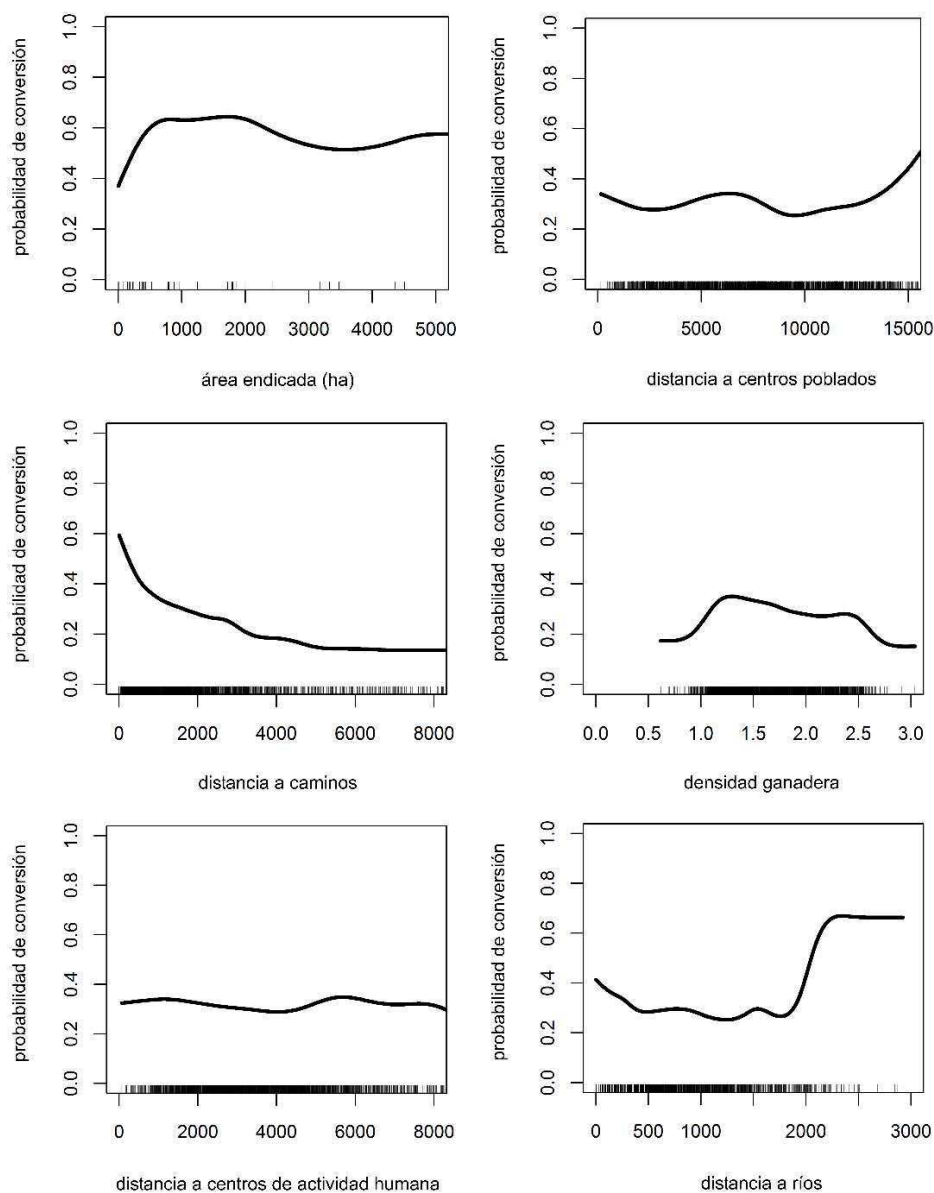 probabilidad de conversión
0.0 0.2 0.4 0.6 0.8 1.0
0 1000 2000 3000 4000 5000
área endicada (ha)
probabilidad de conversión
0.0 0.2 0.4 0.6 0.8 1.0
0 5000 10000 15000
distancia a centros poblados
probabilidad de conversión
0.0 0.2 0.4 0.6 0.8 1.0
0 2000 4000 6000 8000
distancia a caminos
probabilidad de conversión
0.0 0.2 0.4 0.6 0.8 1.0
0.0 0.5 1.0 1.5 2.0 2.5 3.0
densidad ganadera
probabilidad de conversión
0.0 0.2 0.4 0.6 0.8 1.0
0 2000 4000 6000 8000
distancia a centros de actividad humana
probabilidad de conversión
0.0 0.2 0.4 0.6 0.8 1.0
0 500 1000 2000 3000
distancia a ríos